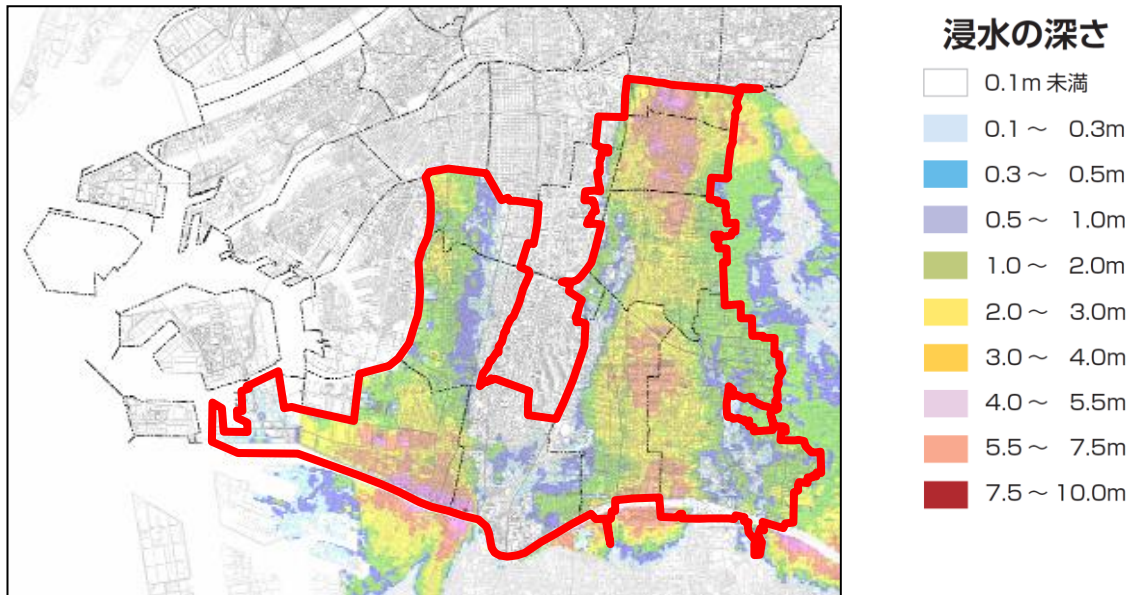 浸水の深さ
0.1m 未満
0.1 ～ 0.3m
0.3 ～ 0.5m
0.5 ～ 1.0m
1.0 ～ 2.0m
2.0 ～ 3.0m
3.0 ～ 4.0m
4.0 ～ 5.5m
5.5 ～ 7.5m
7.5 ～ 10.0m